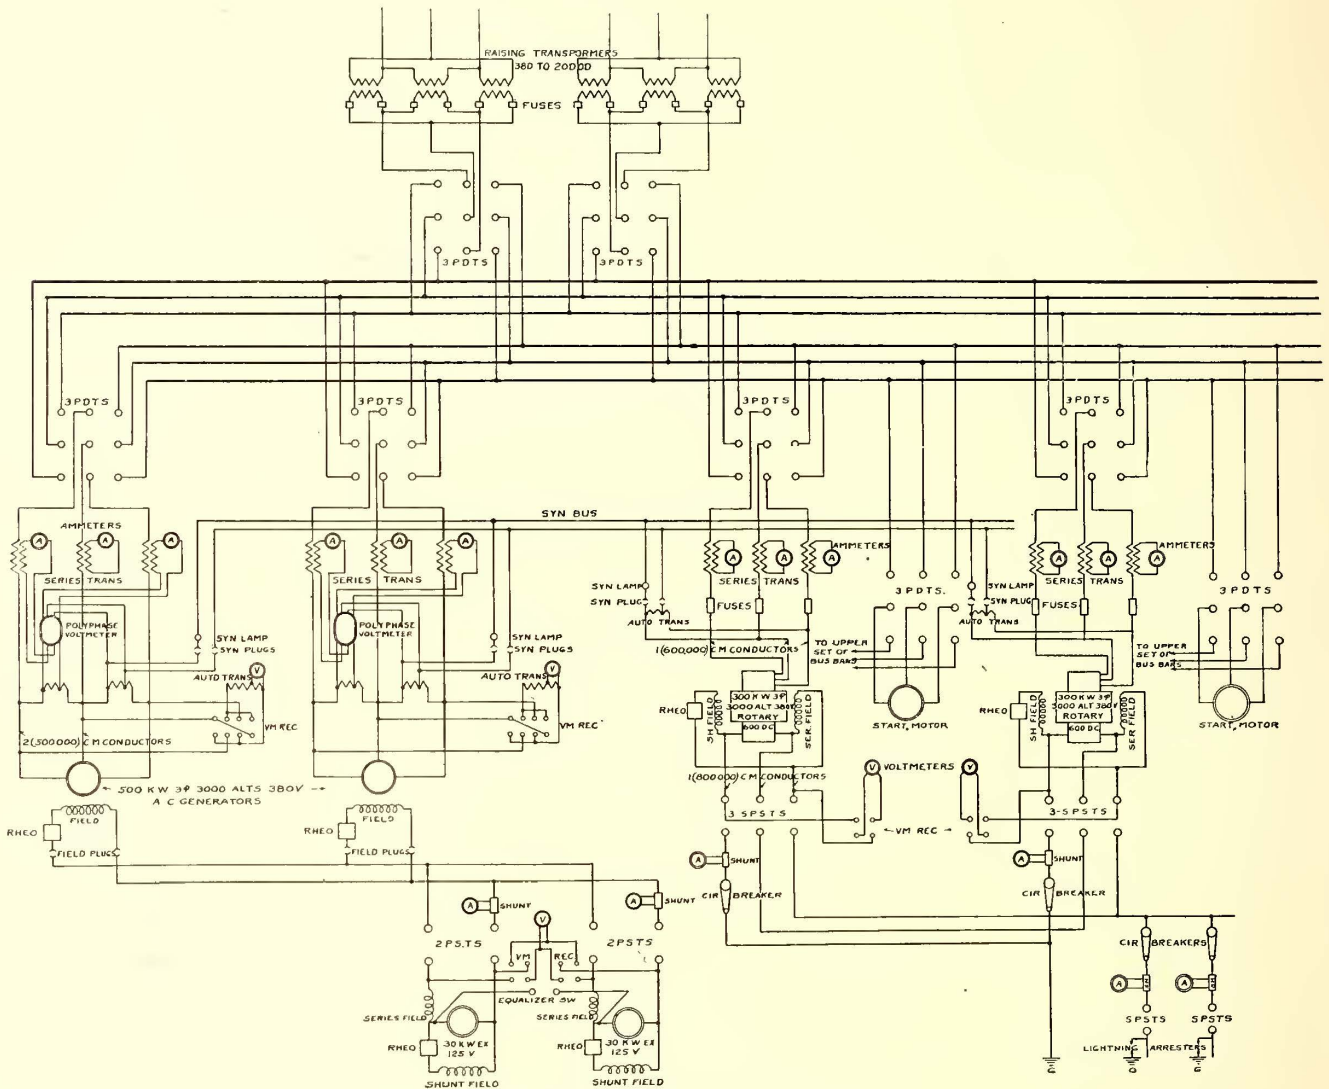 RAISING TRANSFORMERS
380 TO 20000
FUSES
3PDTS
3PDTS
3PDTS
3PDTS
3PDTS
3PDTS
SYN BUS
AMMETERS
A
A
A
A
A
A
A
A
A
AMMETERS
A
A
A
AMMETERS
SERIES TRANS
SERIES TRANS
SERIES TRANS
SERIES TRANS
SYN LAMP
SYN PLUG
AUTO TRANS
FUSES
3 PDTS.
SYN LAMP
SYN PLUG
AUTO TRANS
FUSES
3 PDTS
POLYPHASE
VOLTMETER
POLYPHASE
VOLTMETER
SYN LAMP
SYN PLUGS
SYN LAMP
SYN PLUGS
1(600,000) CM CONDUCTORS
TO UPPER
SET OF
BUS BARS
TO UPPER
SET OF
BUS BARS
AUTO TRANS
V
AUTO TRANS
V
VM REC
VM REC
2(500000) CM CONDUCTORS
RHEO
SH FIELD
300 KW 3φ
3000 ALT 380V
ROTARY
600 DC
SER. FIELD
START, MOTOR
RHEO
SH FIELD
300 KW 3φ
3000 ALT 380V
ROTARY
600 DC
SER FIELD
START, MOTOR
500 KW 3φ 3000 ALTS 380V
A C GENERATORS
1(800000) CM CONDUCTORS
V VOLTMETERS V
3-SPSTS
VM REC
3-SPSTS
FIELD
RHEO
FIELD PLUGS
FIELD
RHEO
FIELD PLUGS
A SHUNT
CIR BREAKER
A SHUNT
CIR BREAKER
A SHUNT
V
A SHUNT
2PSTS
VM
REC
2PSTS
CIR BREAKERS
A
A
EQUALIZER SW
SERIES FIELD
SERIES FIELD
SPSTS
SPSTS
RHEO
30 KW EX
125 V
RHEO
30 KW EX
125 V
LIGHTNING ARRESTERS
G
G
G
SHUNT FIELD
SHUNT FIELD